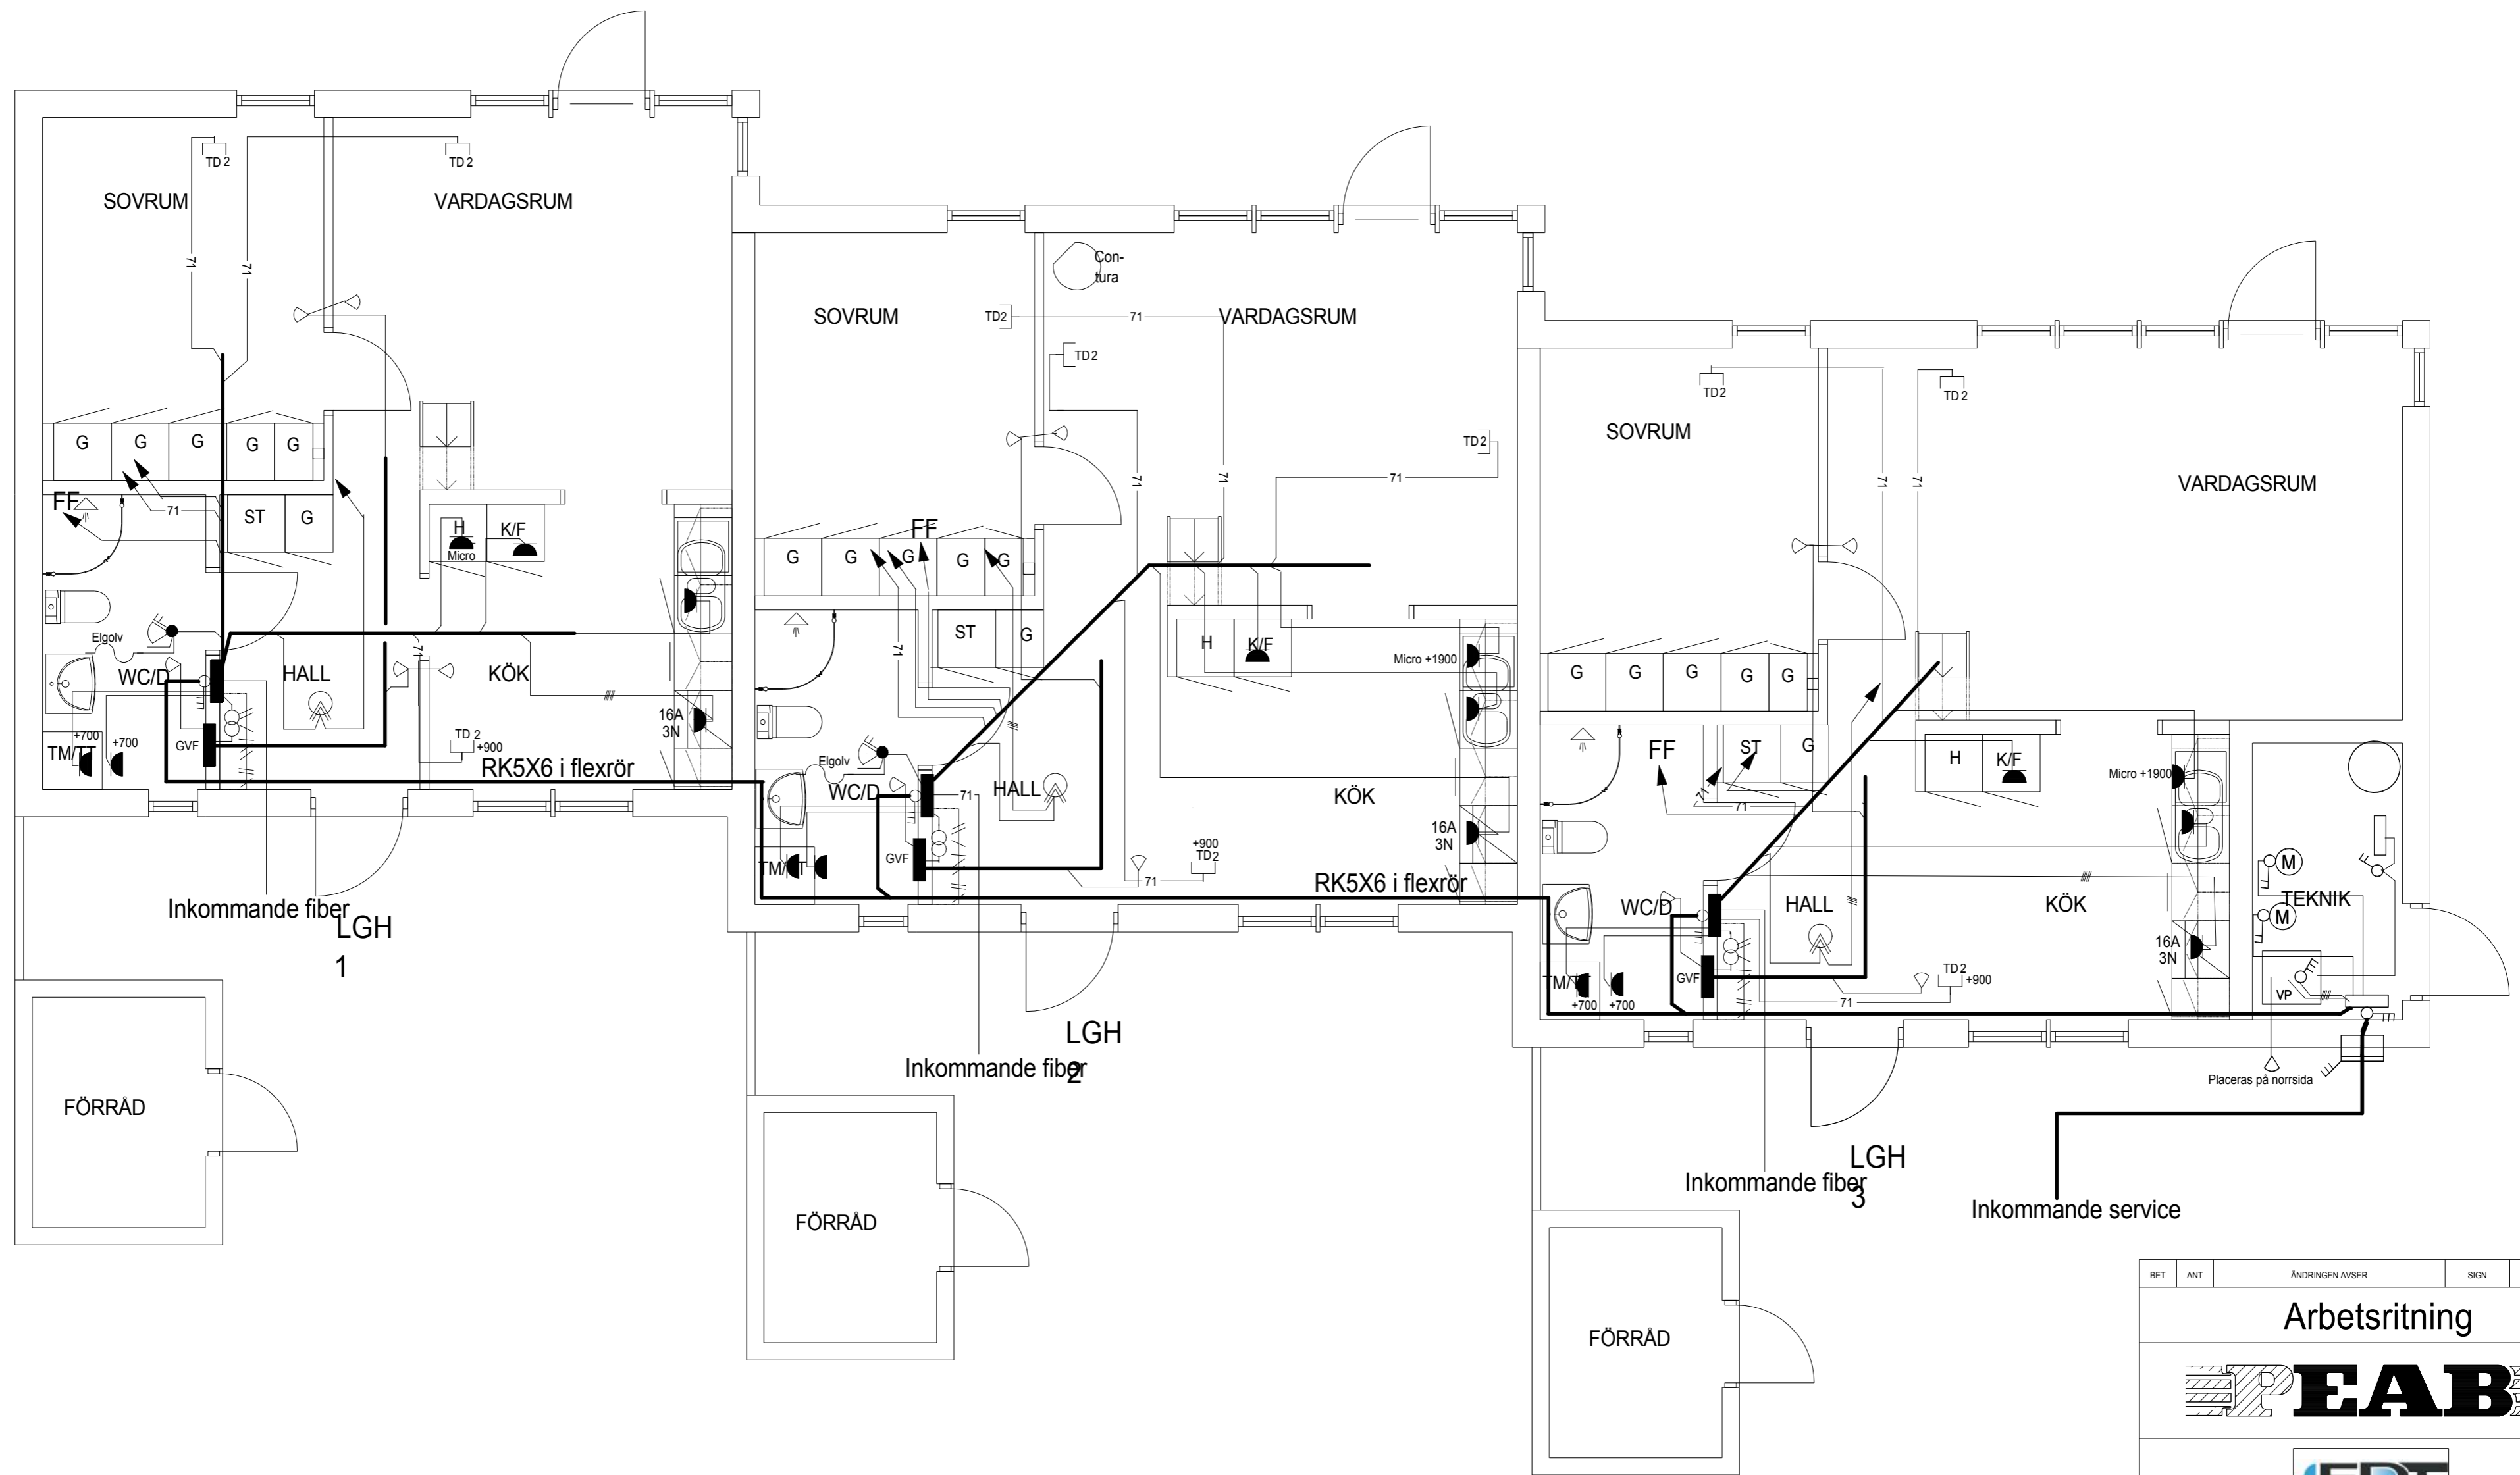 TD 2
TD 2
SOVRUM
VARDAGSRUM
71
71
G
G
G
G
G
FF
71
ST
G
H
Micro
K/F
Elgolv
WC/D
HALL
71
KÖK
16A
3N
+700
+700
TM/TT
GVF
TD 2
+900
RK5X6 i flexrör
Inkommande fiber
LGH
1
FÖRRÅD
Con-
tura
SOVRUM
TD2
71
VARDAGSRUM
TD2
TD2
71
71
71
FF
G
G
G
G
G
71
ST
G
H
K/F
Micro +1900
Elgolv
WC/D
71
HALL
KÖK
16A
3N
+900
TD2
TM/TT
GVF
71
RK5X6 i flexrör
LGH
2
Inkommande fiber
FÖRRÅD
TD2
TD2
SOVRUM
71
71
VARDAGSRUM
G
G
G
G
G
FF
ST
G
71
71
H
K/F
Micro +1900
M
TEKNIK
M
WC/D
HALL
KÖK
16A
3N
TM/TT
GVF
TD2
+900
+700
+700
71
VP
Placeras på norrsida
LGH
3
Inkommande fiber
Inkommande service
FÖRRÅD
BET
ANT
ÄNDRINGEN AVSER
SIGN
Arbetsritning
PEAB